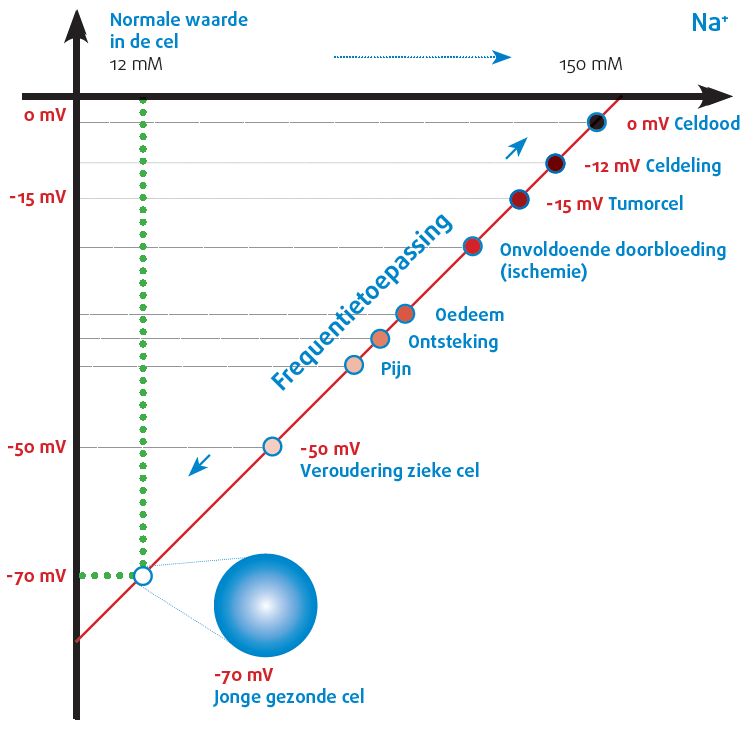 Normale waarde
in de cel
12 mM
150 mM
Na+
0 mV
0 mV Celdood
-12 mV Celdeling
-15 mV
-15 mV Tumorcel
Onvoldoende doorbloeding
(ischemie)
Frequentietoepassing
Oedeem
Ontsteking
Pijn
-50 mV
-50 mV
Veroudering zieke cel
-70 mV
-70 mV
Jonge gezonde cel